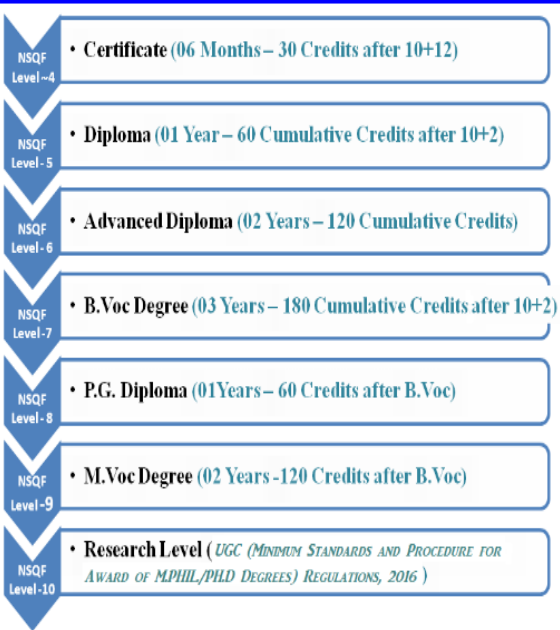 NSQF
Level~4
• Certificate (06 Months – 30 Credits after 10+12)
NSQF
Level-5
• Diploma (01 Year – 60 Cumulative Credits after 10+2)
NSQF
Level-6
• Advanced Diploma (02 Years – 120 Cumulative Credits)
NSQF
Level-7
• B.Voc Degree (03 Years – 180 Cumulative Credits after 10+2)
NSQF
Level-8
• P.G. Diploma (01Years – 60 Credits after B.Voc)
NSQF
Level-9
• M.Voc Degree (02 Years -120 Credits after B.Voc)
NSQF
Level-10
• Research Level ( UGC (MINIMUM STANDARDS AND PROCEDURE FOR
AWARD OF M.PHIL./PH.D DEGREES) REGULATIONS, 2016 )